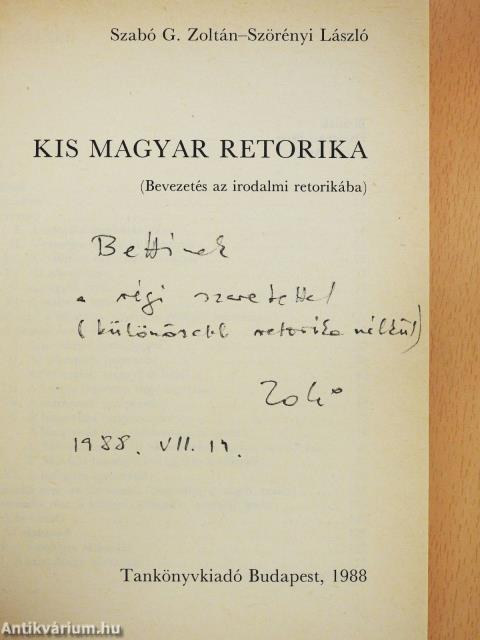 Szabó G. Zoltán–Szörényi László
KIS MAGYAR RETORIKA
(Bevezetés az irodalmi retorikába)
Bettinek
a régi szeretettel
(különösebb retorika nélkül)
Zoli
1988. VII. 14.
Tankönyvkiadó Budapest, 1988
Antikvárium.hu